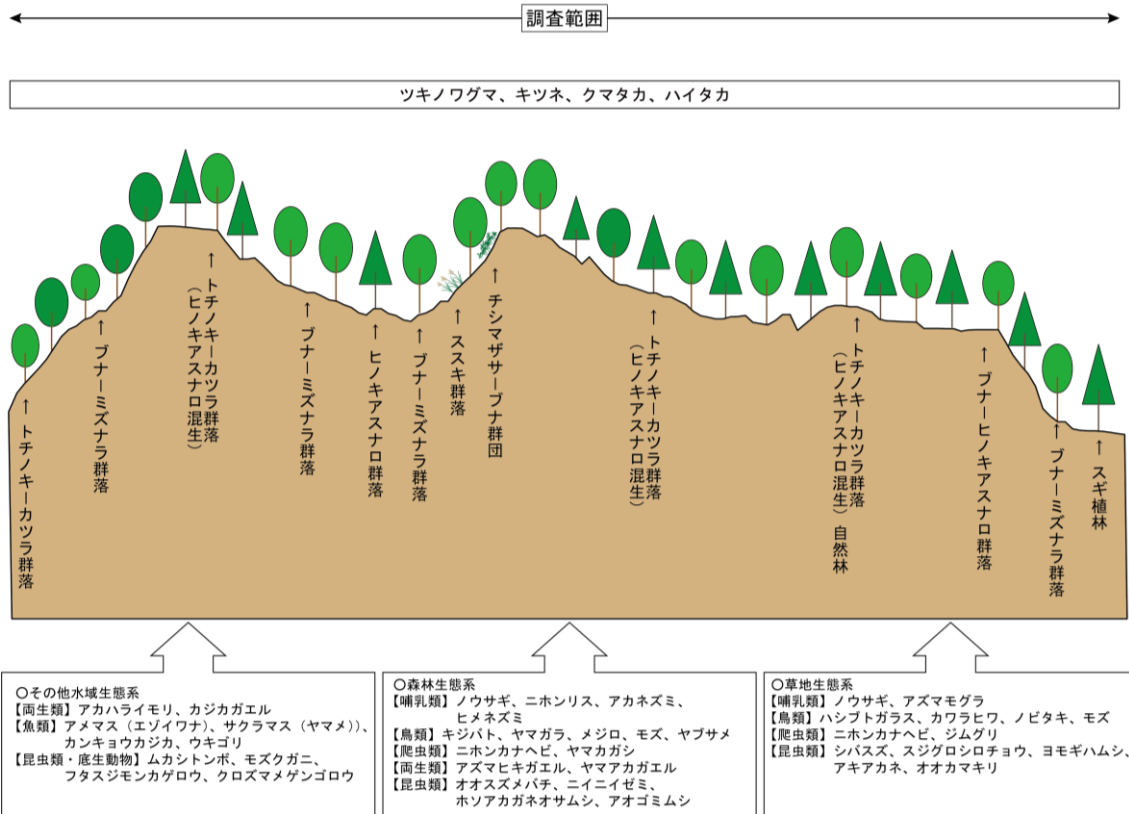 調査範囲
ツキノワグマ、キツネ、クマタカ、ハイタカ
↑トチノキーカツラ群落
↑ブナーミズナラ群落
↑トチノキーカツラ群落
(ヒノキアスナロ混生)
↑ブナーミズナラ群落
↑ヒノキアスナロ群落
↑ブナーミズナラ群落
↑ススキ群落
↑チシマザサーブナ群団
↑トチノキーカツラ群落
(ヒノキアスナロ混生)
↑トチノキーカツラ群落
(ヒノキアスナロ混生)自然林
↑ブナーヒノキアスナロ群落
↑ブナーミズナラ群落
↑スギ植林
○その他水域生態系
【両生類】アカハライモリ、カジカガエル
【魚類】アメマス(エゾイワナ)、サクラマス(ヤマメ))、
カンキョウカジカ、ウキゴリ
【昆虫類・底生動物】ムカシトンボ、モズクガニ、
フタスジモンカゲロウ、クロズマメゲンゴロウ
○森林生態系
【哺乳類】ノウサギ、ニホンリス、アカネズミ、
ヒメネズミ
【鳥類】キジバト、ヤマガラ、メジロ、モズ、ヤブサメ
【爬虫類】ニホンカナヘビ、ヤマカガシ
【両生類】アズマヒキガエル、ヤマアカガエル
【昆虫類】オオスズメバチ、ニイニイゼミ、
ホソアカガネオサムシ、アオゴミムシ
○草地生態系
【哺乳類】ノウサギ、アズマモグラ
【鳥類】ハシブトガラス、カワラヒワ、ノビタキ、モズ
【爬虫類】ニホンカナヘビ、ジムグリ
【昆虫類】シバスズ、スジグロシロチョウ、ヨモギハムシ、
アキアカネ、オオカマキリ